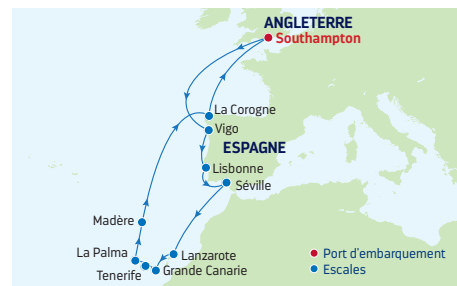 ANGLETERRE
Southampton
La Corogne
Vigo
ESPAGNE
Lisbonne
Séville
Madère
La Palma
Lanzarote
Tenerife
Grande Canarie
Port d'embarquement
Escales